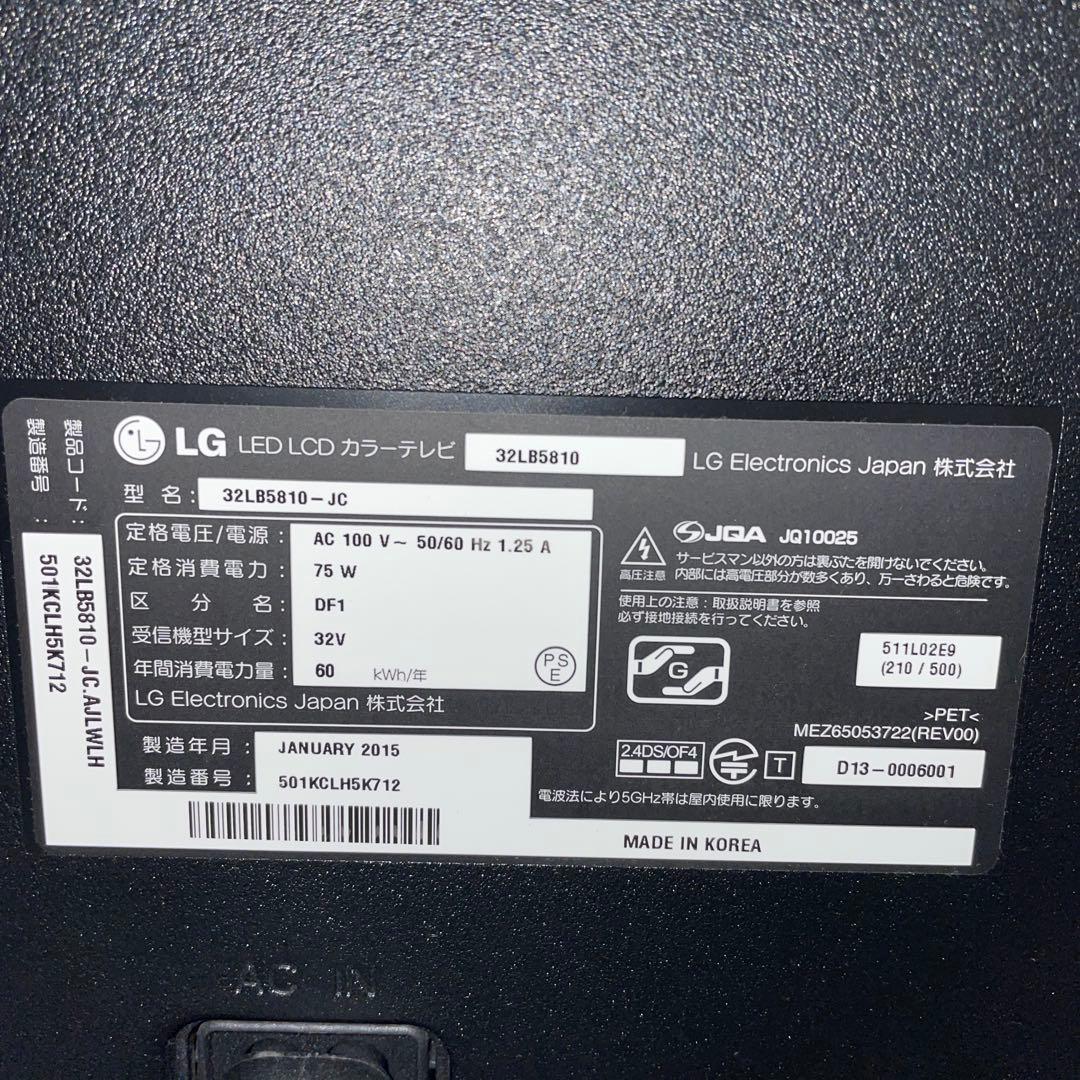 製品コード :
製造番号 :
32LB5810-JC.AJLWLH
501KCLH5K712
LG LED LCD カラーテレビ 32LB5810 LG Electronics Japan 株式会社
型 名 : 32LB5810-JC
定格電圧/電源 : AC 100 V~ 50/60 Hz 1.25 A
定格消費電力 : 75 W
区 分 名 : DF1
受信機型サイズ : 32V
年間消費電力量 : 60 kWh/年
PS
E
LG Electronics Japan 株式会社
製造年月 : JANUARY 2015
製造番号 : 501KCLH5K712
高圧注意
JQA JQ10025
サービスマン以外の方は裏ぶたを開けないでください。
内部には高電圧部分が数多くあり、万一さわると危険です。
使用上の注意 : 取扱説明書を参照
必ず接地接続を行ってください。
G
511L02E9
(210 / 500)
>PET<
MEZ65053722(REV00)
2.4DS/OF4
T D13-0006001
電波法により5GHz帯は屋内使用に限ります。
MADE IN KOREA
AC IN